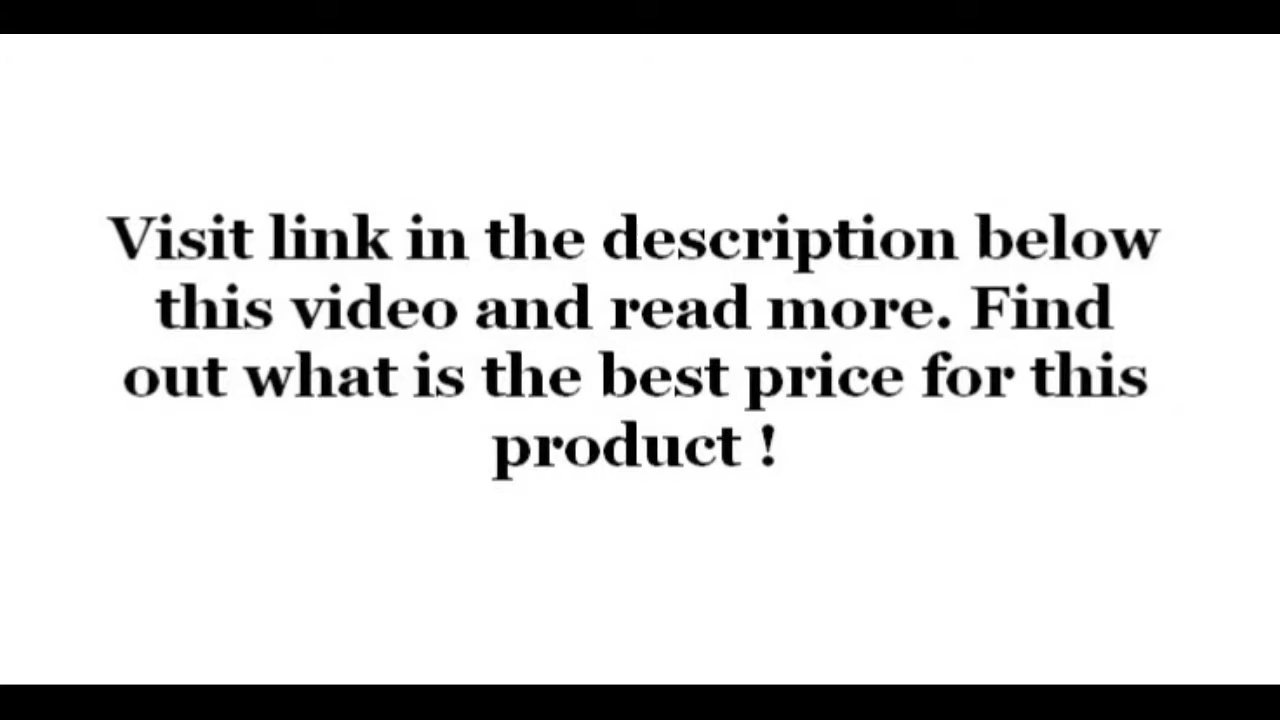 Visit link in the description below
this video and read more. Find
out what is the best price for this
product !